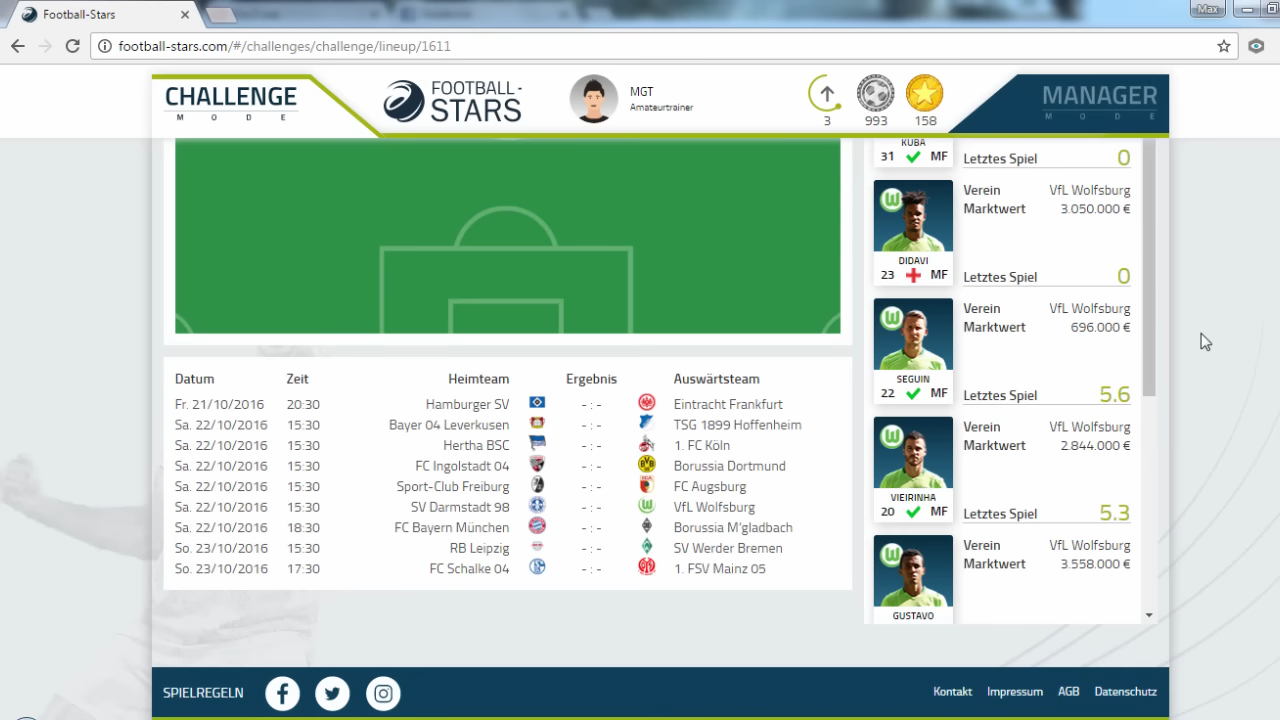 Football-Stars
Max
football-stars.com/#/challenges/challenge/lineup/1611
CHALLENGE
MODE
FOOTBALL-
STARS
MGT
Amateurtrainer
3
993
158
MANAGER
MODE
KUBA
31 MF
Letztes Spiel 0
Verein VfL Wolfsburg
Marktwert 3.050.000 €
DIDAVI
23 MF
Letztes Spiel 0
Verein VfL Wolfsburg
Marktwert 696.000 €
SEGUIN
22 MF
Letztes Spiel 5.6
Verein VfL Wolfsburg
Marktwert 2.844.000 €
VIEIRINHA
20 MF
Letztes Spiel 5.3
Verein VfL Wolfsburg
Marktwert 3.558.000 €
GUSTAVO
Datum Zeit Heimteam Ergebnis Auswärtsteam
Fr. 21/10/2016 20:30 Hamburger SV - : - Eintracht Frankfurt
Sa. 22/10/2016 15:30 Bayer 04 Leverkusen - : - TSG 1899 Hoffenheim
Sa. 22/10/2016 15:30 Hertha BSC - : - 1. FC Köln
Sa. 22/10/2016 15:30 FC Ingolstadt 04 - : - Borussia Dortmund
Sa. 22/10/2016 15:30 Sport-Club Freiburg - : - FC Augsburg
Sa. 22/10/2016 15:30 SV Darmstadt 98 - : - VfL Wolfsburg
Sa. 22/10/2016 18:30 FC Bayern München - : - Borussia M'gladbach
So. 23/10/2016 15:30 RB Leipzig - : - SV Werder Bremen
So. 23/10/2016 17:30 FC Schalke 04 - : - 1. FSV Mainz 05
SPIELREGELN
Kontakt Impressum AGB Datenschutz